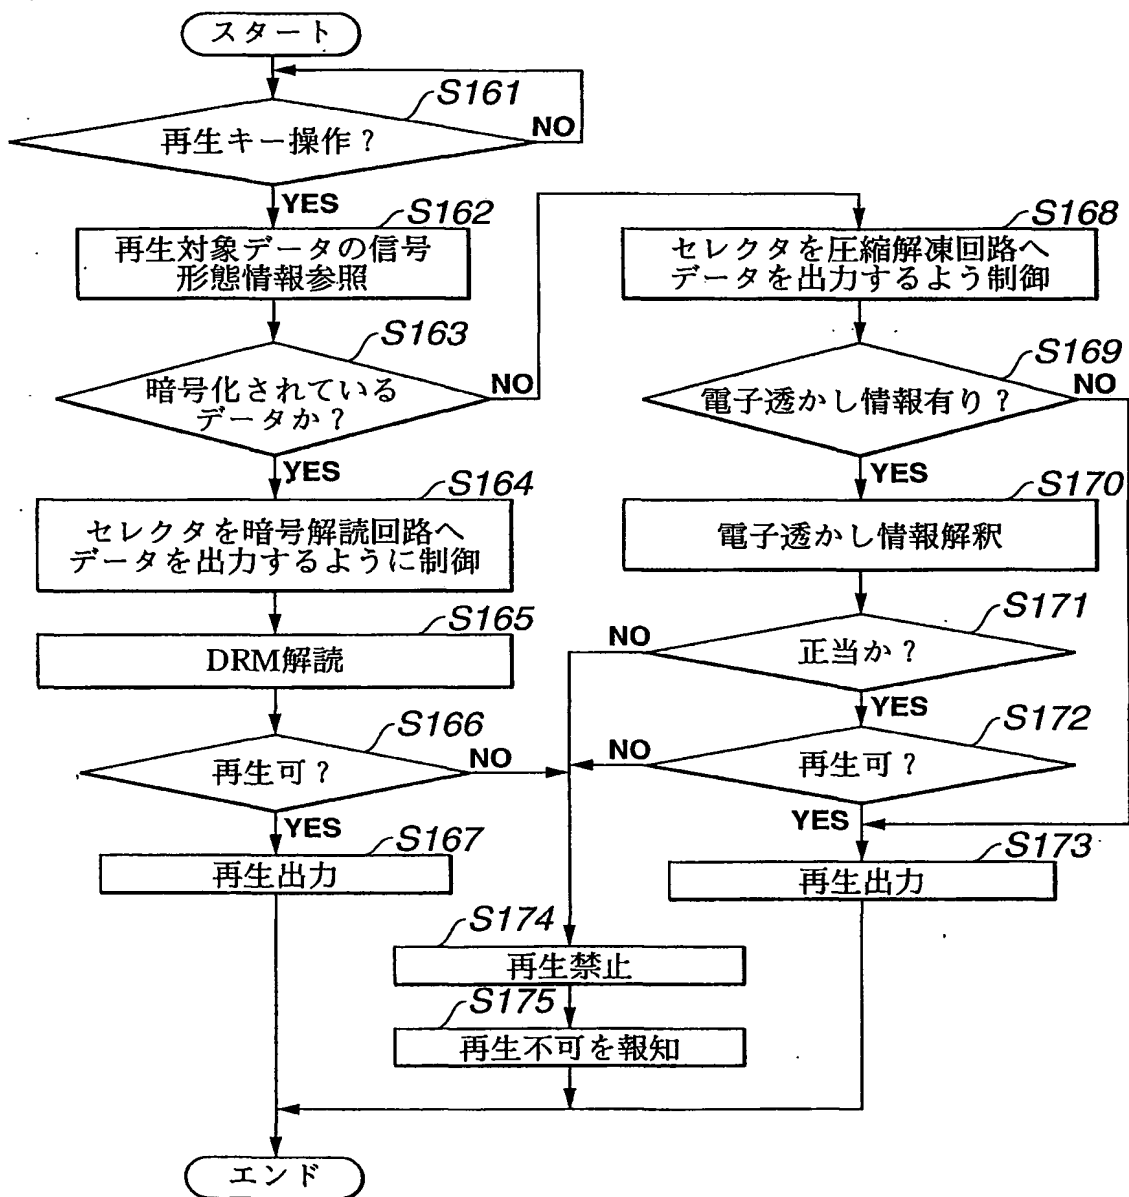 スタート
S161
再生キー操作？
NO
YES
S162
再生対象データの信号
形態情報参照
S163
暗号化されている
データか？
NO
YES
S164
セレクタを暗号解読回路へ
データを出力するように制御
S165
DRM解読
S166
再生可？
NO
YES
S167
再生出力
S168
セレクタを圧縮解凍回路へ
データを出力するよう制御
S169
電子透かし情報有り？
NO
YES
S170
電子透かし情報解釈
S171
正当か？
NO
YES
S172
再生可？
NO
YES
S173
再生出力
S174
再生禁止
S175
再生不可を報知
エンド